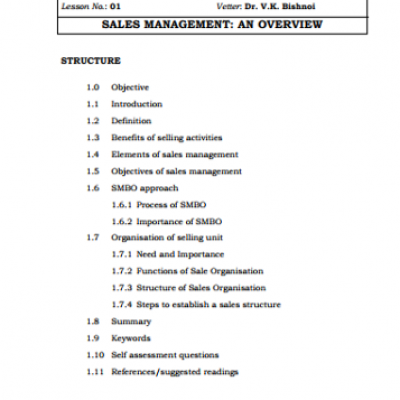 Lesson No.: 01 Vetter: Dr. V.K. Bishnoi
SALES MANAGEMENT: AN OVERVIEW
STRUCTURE
1.0 Objective
1.1 Introduction
1.2 Definition
1.3 Benefits of selling activities
1.4 Elements of sales management
1.5 Objectives of sales management
1.6 SMBO approach
1.6.1 Process of SMBO
1.6.2 Importance of SMBO
1.7 Organisation of selling unit
1.7.1 Need and Importance
1.7.2 Functions of Sale Organisation
1.7.3 Structure of Sales Organisation
1.7.4 Steps to establish a sales structure
1.8 Summary
1.9 Keywords
1.10 Self assessment questions
1.11 References/suggested readings